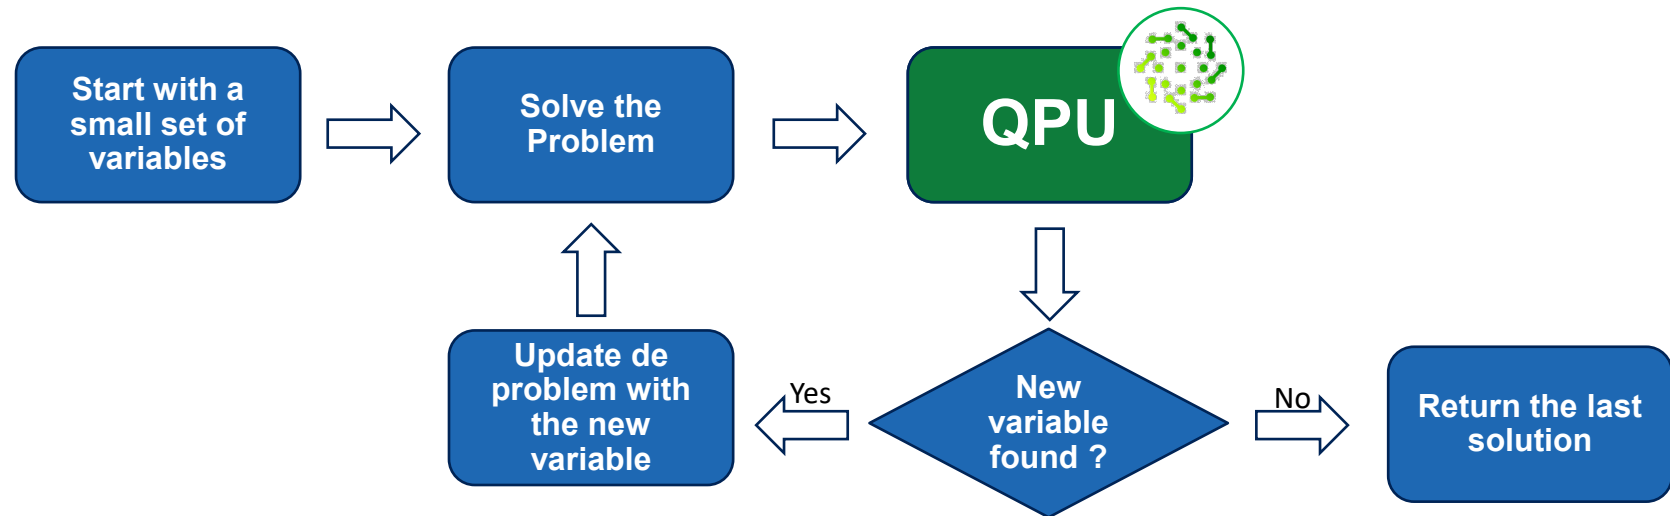 Start with a
small set of
variables
Solve the
Problem
QPU
New
variable
found ?
Yes
Update de
problem with
the new
variable
No
Return the last
solution